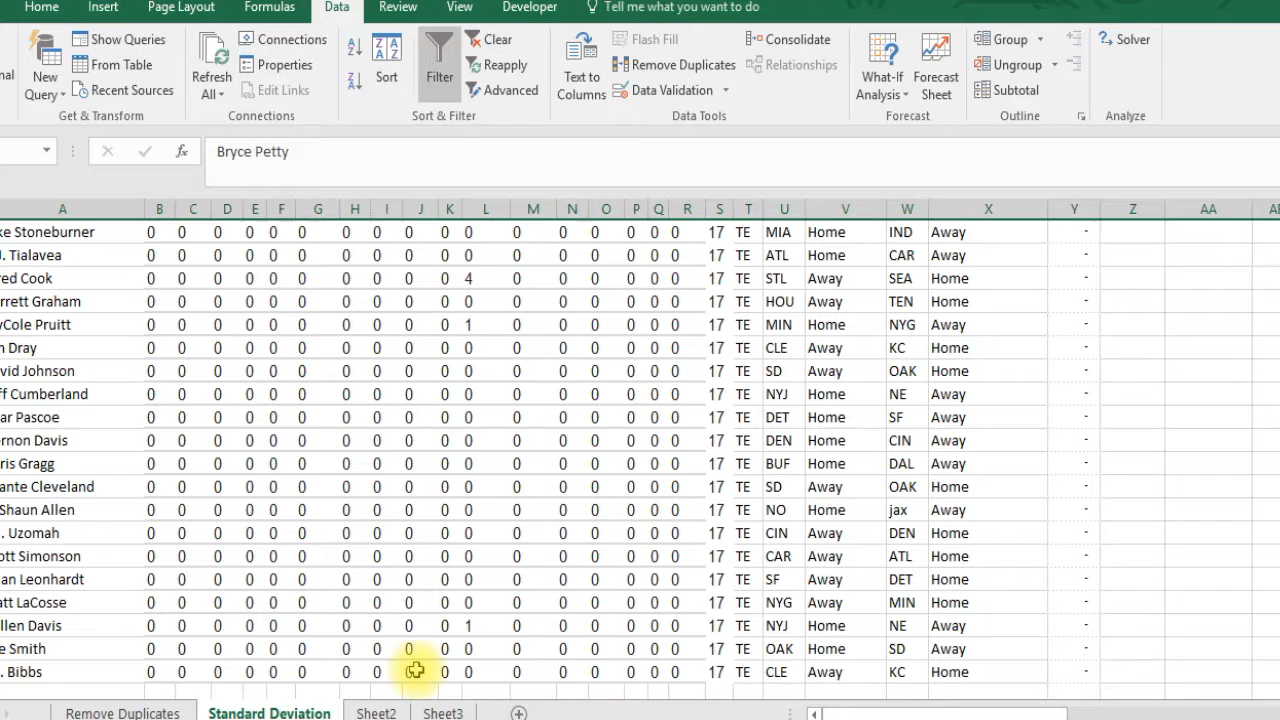 Home Insert Page Layout Formulas Data Review View Developer Tell me what you want to do
New Query Show Queries From Table Recent Sources Get & Transform
Refresh All Connections Properties Edit Links Connections
Sort Filter Clear Reapply Advanced Sort & Filter
Text to Columns Flash Fill Remove Duplicates Data Validation Consolidate Relationships Data Tools
What-If Analysis Forecast Sheet Forecast
Group Ungroup Subtotal Outline
Solver Analyze
fx Bryce Petty
A B C D E F G H I J K L M N O P Q R S T U V W X Y Z AA
ke Stoneburner 0 0 0 0 0 0 0 0 0 0 0 0 0 0 0 0 0 17 TE MIA Home IND Away -
. Tialavea 0 0 0 0 0 0 0 0 0 0 0 0 0 0 0 0 0 17 TE ATL Home CAR Away -
red Cook 0 0 0 0 0 0 0 0 0 0 4 0 0 0 0 0 0 17 TE STL Away SEA Home -
rrett Graham 0 0 0 0 0 0 0 0 0 0 0 0 0 0 0 0 0 17 TE HOU Away TEN Home -
yCole Pruitt 0 0 0 0 0 0 0 0 0 0 1 0 0 0 0 0 0 17 TE MIN Home NYG Away -
n Dray 0 0 0 0 0 0 0 0 0 0 0 0 0 0 0 0 0 17 TE CLE Away KC Home -
vid Johnson 0 0 0 0 0 0 0 0 0 0 0 0 0 0 0 0 0 17 TE SD Away OAK Home -
ff Cumberland 0 0 0 0 0 0 0 0 0 0 0 0 0 0 0 0 0 17 TE NYJ Home NE Away -
ar Pascoe 0 0 0 0 0 0 0 0 0 0 0 0 0 0 0 0 0 17 TE DET Home SF Away -
ernon Davis 0 0 0 0 0 0 0 0 0 0 0 0 0 0 0 0 0 17 TE DEN Home CIN Away -
ris Gragg 0 0 0 0 0 0 0 0 0 0 0 0 0 0 0 0 0 17 TE BUF Home DAL Away -
ante Cleveland 0 0 0 0 0 0 0 0 0 0 0 0 0 0 0 0 0 17 TE SD Away OAK Home -
Shaun Allen 0 0 0 0 0 0 0 0 0 0 0 0 0 0 0 0 0 17 TE NO Home jax Away -
. Uzomah 0 0 0 0 0 0 0 0 0 0 0 0 0 0 0 0 0 17 TE CIN Away DEN Home -
ott Simonson 0 0 0 0 0 0 0 0 0 0 0 0 0 0 0 0 0 17 TE CAR Away ATL Home -
an Leonhardt 0 0 0 0 0 0 0 0 0 0 0 0 0 0 0 0 0 17 TE SF Away DET Home -
att LaCosse 0 0 0 0 0 0 0 0 0 0 0 0 0 0 0 0 0 17 TE NYG Away MIN Home -
llen Davis 0 0 0 0 0 0 0 0 0 0 1 0 0 0 0 0 0 17 TE NYJ Home NE Away -
e Smith 0 0 0 0 0 0 0 0 0 0 0 0 0 0 0 0 0 17 TE OAK Home SD Away -
. Bibbs 0 0 0 0 0 0 0 0 0 0 0 0 0 0 0 0 0 17 TE CLE Away KC Home -
Remove Duplicates Standard Deviation Sheet2 Sheet3